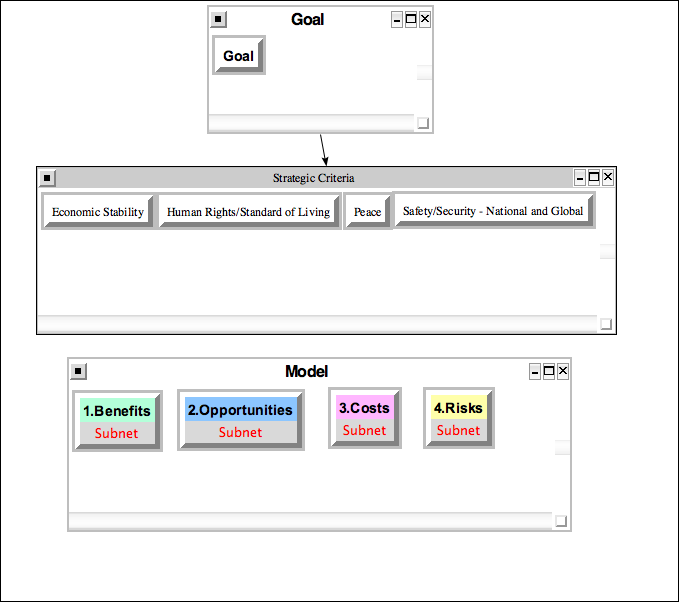 Goal
Goal
Strategic Criteria
Economic Stability
Human Rights/Standard of Living
Peace
Safety/Security - National and Global
Model
1.Benefits
Subnet
2.Opportunities
Subnet
3.Costs
Subnet
4.Risks
Subnet